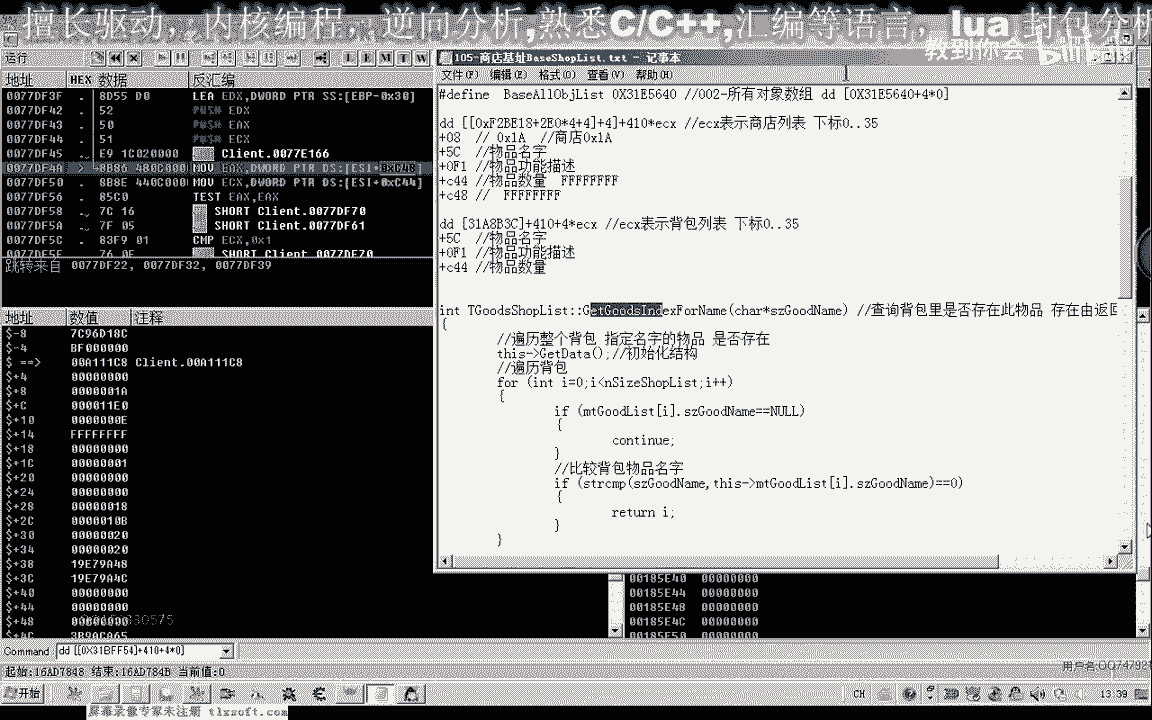 擅长驱动，内核编程，逆向分析,熟悉C/C++,汇编等语言，lua 封包分析
教到你会 bilibili
运行
L E M T W
105-商店基址BaseShopList.txt - 记事本
文件(F) 编辑(E) 格式(O) 查看(V) 帮助(H)
地址 HEX 数据 反汇编
0077DF3F . 8D55 D0 LEA EDX,DWORD PTR SS:[EBP-0x30]
0077DF42 . 52 PUSH EDX
0077DF43 . 50 PUSH EAX
0077DF44 . 51 PUSH ECX
0077DF45 . E9 1C020000 Client.0077E166
0077DF4A > 8B86 480C000 MOV EAX,DWORD PTR DS:[ESI+0xC48]
0077DF50 . 8B8E 440C000 MOV ECX,DWORD PTR DS:[ESI+0xC44]
0077DF56 . 85C0 TEST EAX,EAX
0077DF58 . 7C 16 SHORT Client.0077DF70
0077DF5A . 7F 05 SHORT Client.0077DF61
0077DF5C . 83F9 01 CMP ECX,0x1
0077DF5F . 76 0F SHORT Client.0077DF70
跳转来自 0077DF22, 0077DF32, 0077DF39
地址 数值 注释
$-8 7C96D18C
$-4 BF000000
$ ==> 00A111C8 Client.00A111C8
$+4 00000000
$+8 0000001A
$+C 000011E0
$+10 0000000E
$+14 FFFFFFFF
$+18 00000000
$+1C 00000001
$+20 00000000
$+24 00000000
$+28 00000018
$+2C 0000010B
$+30 00000020
$+34 00000020
$+38 19E79A48
$+3C 19E79A4C
$+40 00000000
$+44 00000000
$+48
$+4C 3B9ACA65
#define BaseAllObjList 0X31E5640 //002-所有对象数组 dd [0X31E5640+4*0]
dd [[0xF2BE18+2E0*4+4]+4]+410*ecx //ecx表示商店列表 下标0..35
+08 // 0x1A //商店0x1A
+5C //物品名字
+0F1 //物品功能描述
+c44 //物品数量 FFFFFFFF
+c48 // FFFFFFFF
dd [31A8B3C]+410+4*ecx //ecx表示背包列表 下标0..35
+5C //物品名字
+0F1 //物品功能描述
+c44 //物品数量
int TGoodsShopList::GetGoodsIndexForName(char*szGoodName) //查询背包里是否存在此物品 存在由返回
{
//遍历整个背包 指定名字的物品 是否存在
this->GetData();//初始化结构
//遍历背包
for (int i=0;i<nSizeShopList;i++)
{
if (mtGoodList[i].szGoodName==NULL)
{
continue;
}
//比较背包物品名字
if (strcmp(szGoodName,this->mtGoodList[i].szGoodName)==0)
{
return i;
}
}
00185E40 00000000
00185E44 00000000
00185E48 00000000
00185E50 00000000
Command: dd [[0X31BFF54]+410+4*0]
起始:16AD7848 结束:16AD784B 当前值:0
开始
CH
13:39
屏幕录像专家未注册 tlxsoft.com